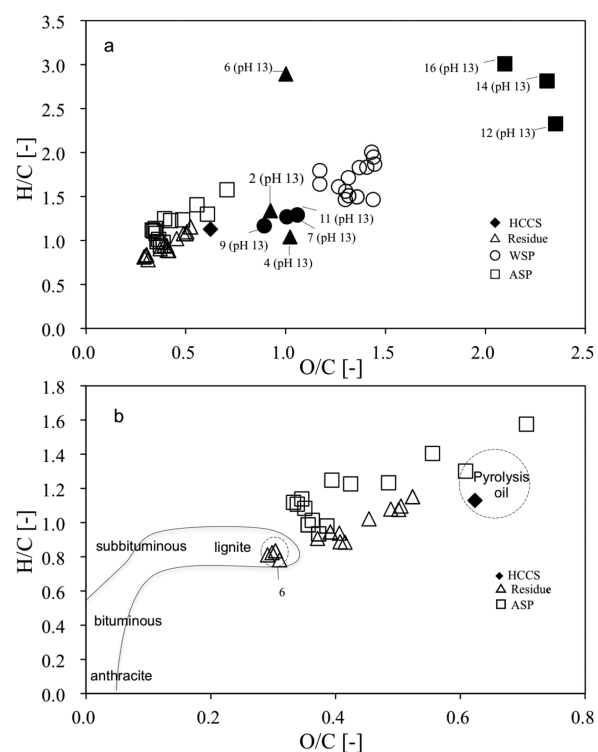 3.5
a
3.0
6 (pH 13)
16 (pH 13)
14 (pH 13)
2.5
12 (pH 13)
2.0
H/C [-]
2 (pH 13)
1.5
11 (pH 13)
HCCS
1.0
9 (pH 13)
7 (pH 13)
Residue
4 (pH 13)
WSP
0.5
ASP
0.0
0.0 0.5 1.0 1.5 2.0 2.5
O/C [-]
1.8
b
1.6
1.4
1.2
Pyrolysis
oil
1.0
H/C [-]
subbituminous
lignite
0.8
HCCS
0.6
6
Residue
0.4
bituminous
ASP
0.2
anthracite
0.0
0.0 0.2 0.4 0.6 0.8
O/C [-]